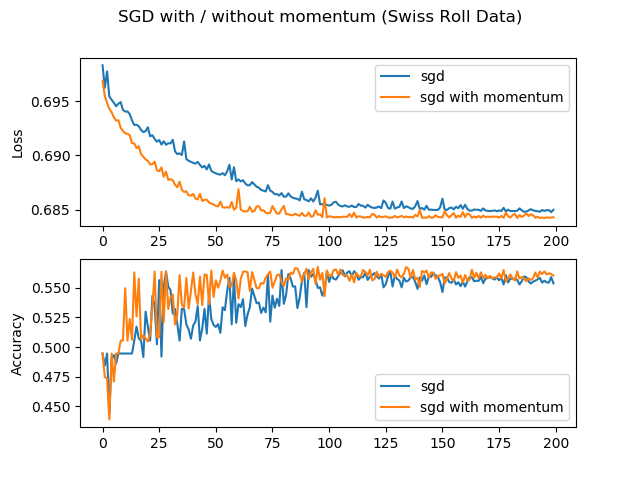 SGD with / without momentum (Swiss Roll Data)
Loss
0.695
0.690
0.685
sgd
sgd with momentum
0 25 50 75 100 125 150 175 200
Accuracy
0.550
0.525
0.500
0.475
0.450
sgd
sgd with momentum
0 25 50 75 100 125 150 175 200